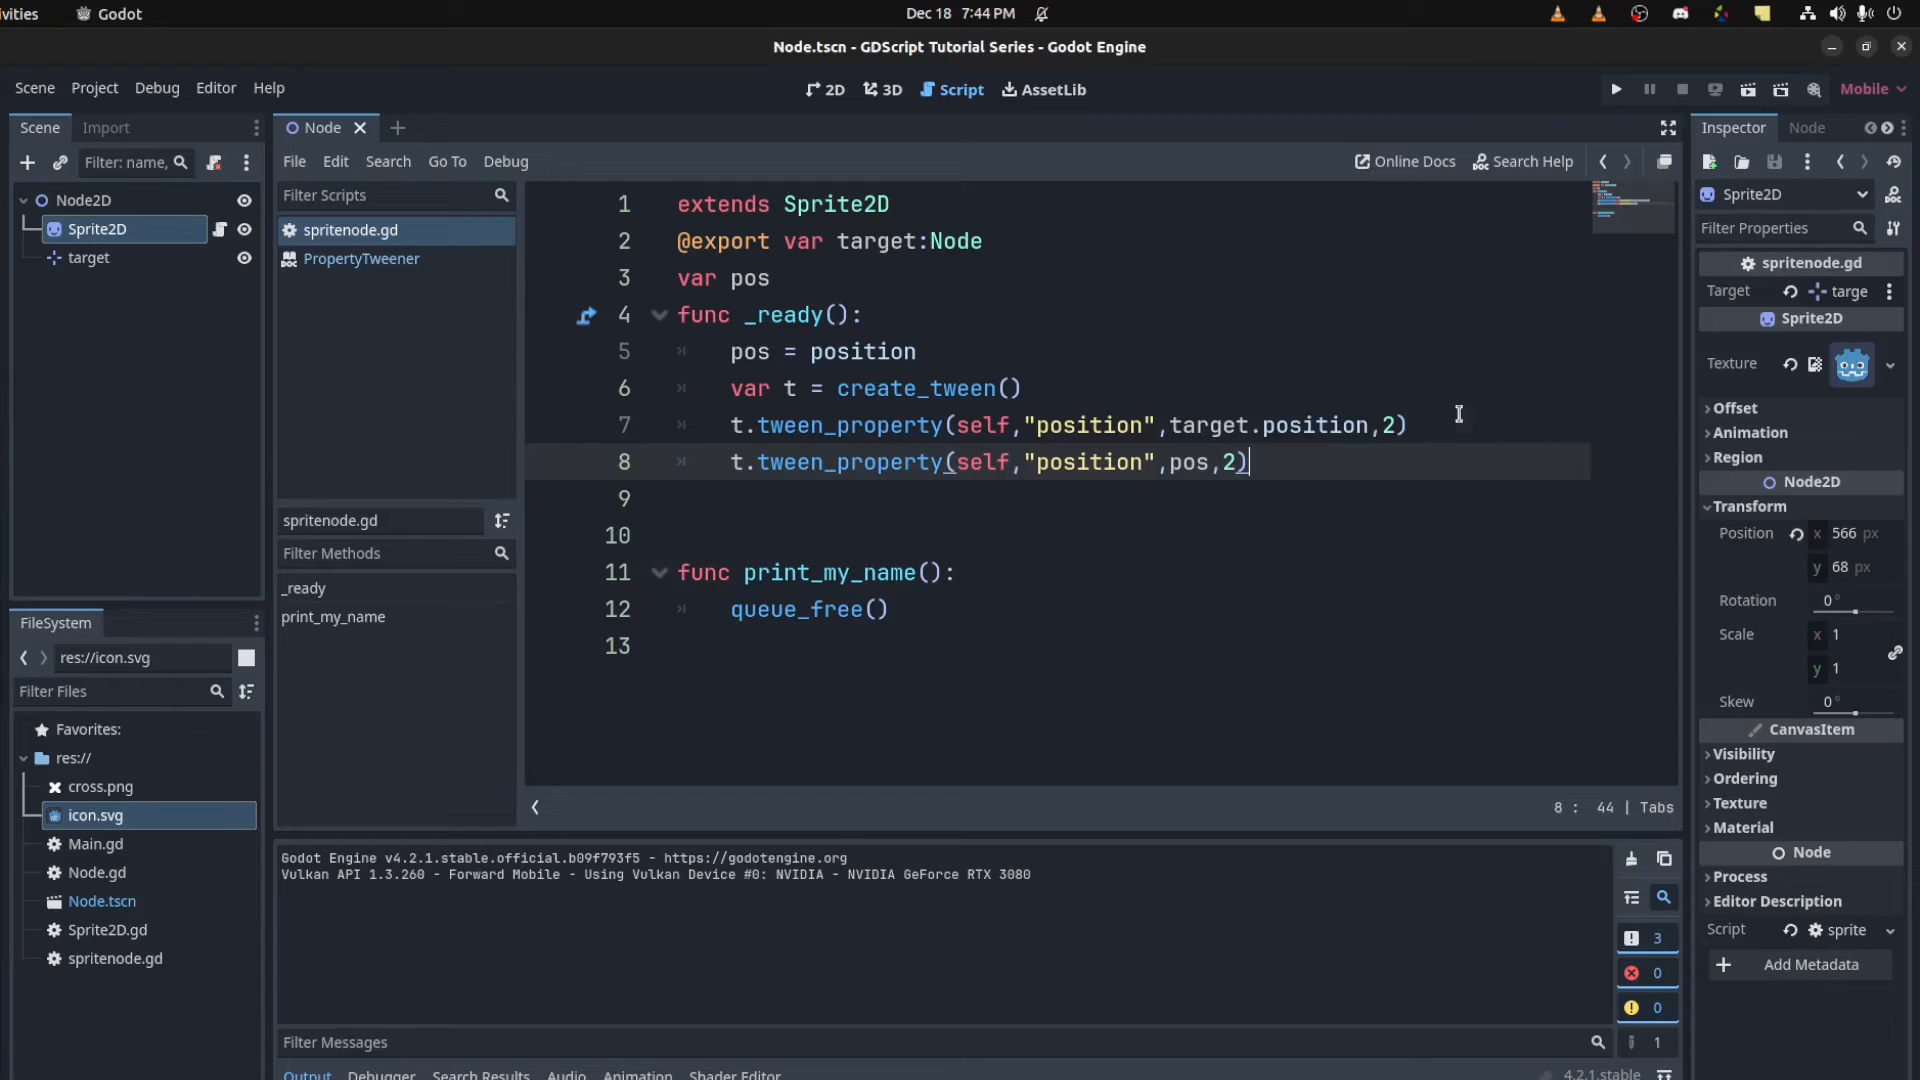 ivities
Godot
Dec 18 7:44 PM
Node.tscn - GDScript Tutorial Series - Godot Engine
Scene Project Debug Editor Help
2D 3D Script AssetLib
Mobile
Scene Import
Filter: name,
Node2D
Sprite2D
target
FileSystem
res://icon.svg
Filter Files
Favorites:
res://
cross.png
icon.svg
Main.gd
Node.gd
Node.tscn
Sprite2D.gd
spritenode.gd
Node
File Edit Search Go To Debug
Online Docs Search Help
Filter Scripts
spritenode.gd
PropertyTweener
spritenode.gd
Filter Methods
_ready
print_my_name
1 extends Sprite2D
2 @export var target:Node
3 var pos
4 func _ready():
5 pos = position
6 var t = create_tween()
7 t.tween_property(self,"position",target.position,2)
8 t.tween_property(self,"position",pos,2)
9
10
11 func print_my_name():
12 queue_free()
13
8 : 44 | Tabs
Godot Engine v4.2.1.stable.official.b09f793f5 - https://godotengine.org
Vulkan API 1.3.260 - Forward Mobile - Using Vulkan Device #0: NVIDIA - NVIDIA GeForce RTX 3080
3
0
0
1
Filter Messages
Output Debugger Search Results Audio Animation Shader Editor
4.2.1.stable
Inspector Node
Sprite2D
Filter Properties
spritenode.gd
Target targe
Sprite2D
Texture
Offset
Animation
Region
Node2D
Transform
Position x 566 px
y 68 px
Rotation 0 °
Scale x 1
y 1
Skew 0 °
CanvasItem
Visibility
Ordering
Texture
Material
Node
Process
Editor Description
Script sprite
Add Metadata